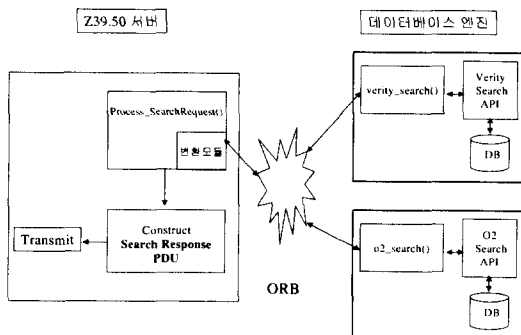 Z39.50 서버
Process_SearchRequest()
변환모듈
Construct
Search Response
PDU
Transmit
ORB
데이터베이스 엔진
verity_search()
Verity
Search
API
DB
o2_search()
O2
Search
API
DB